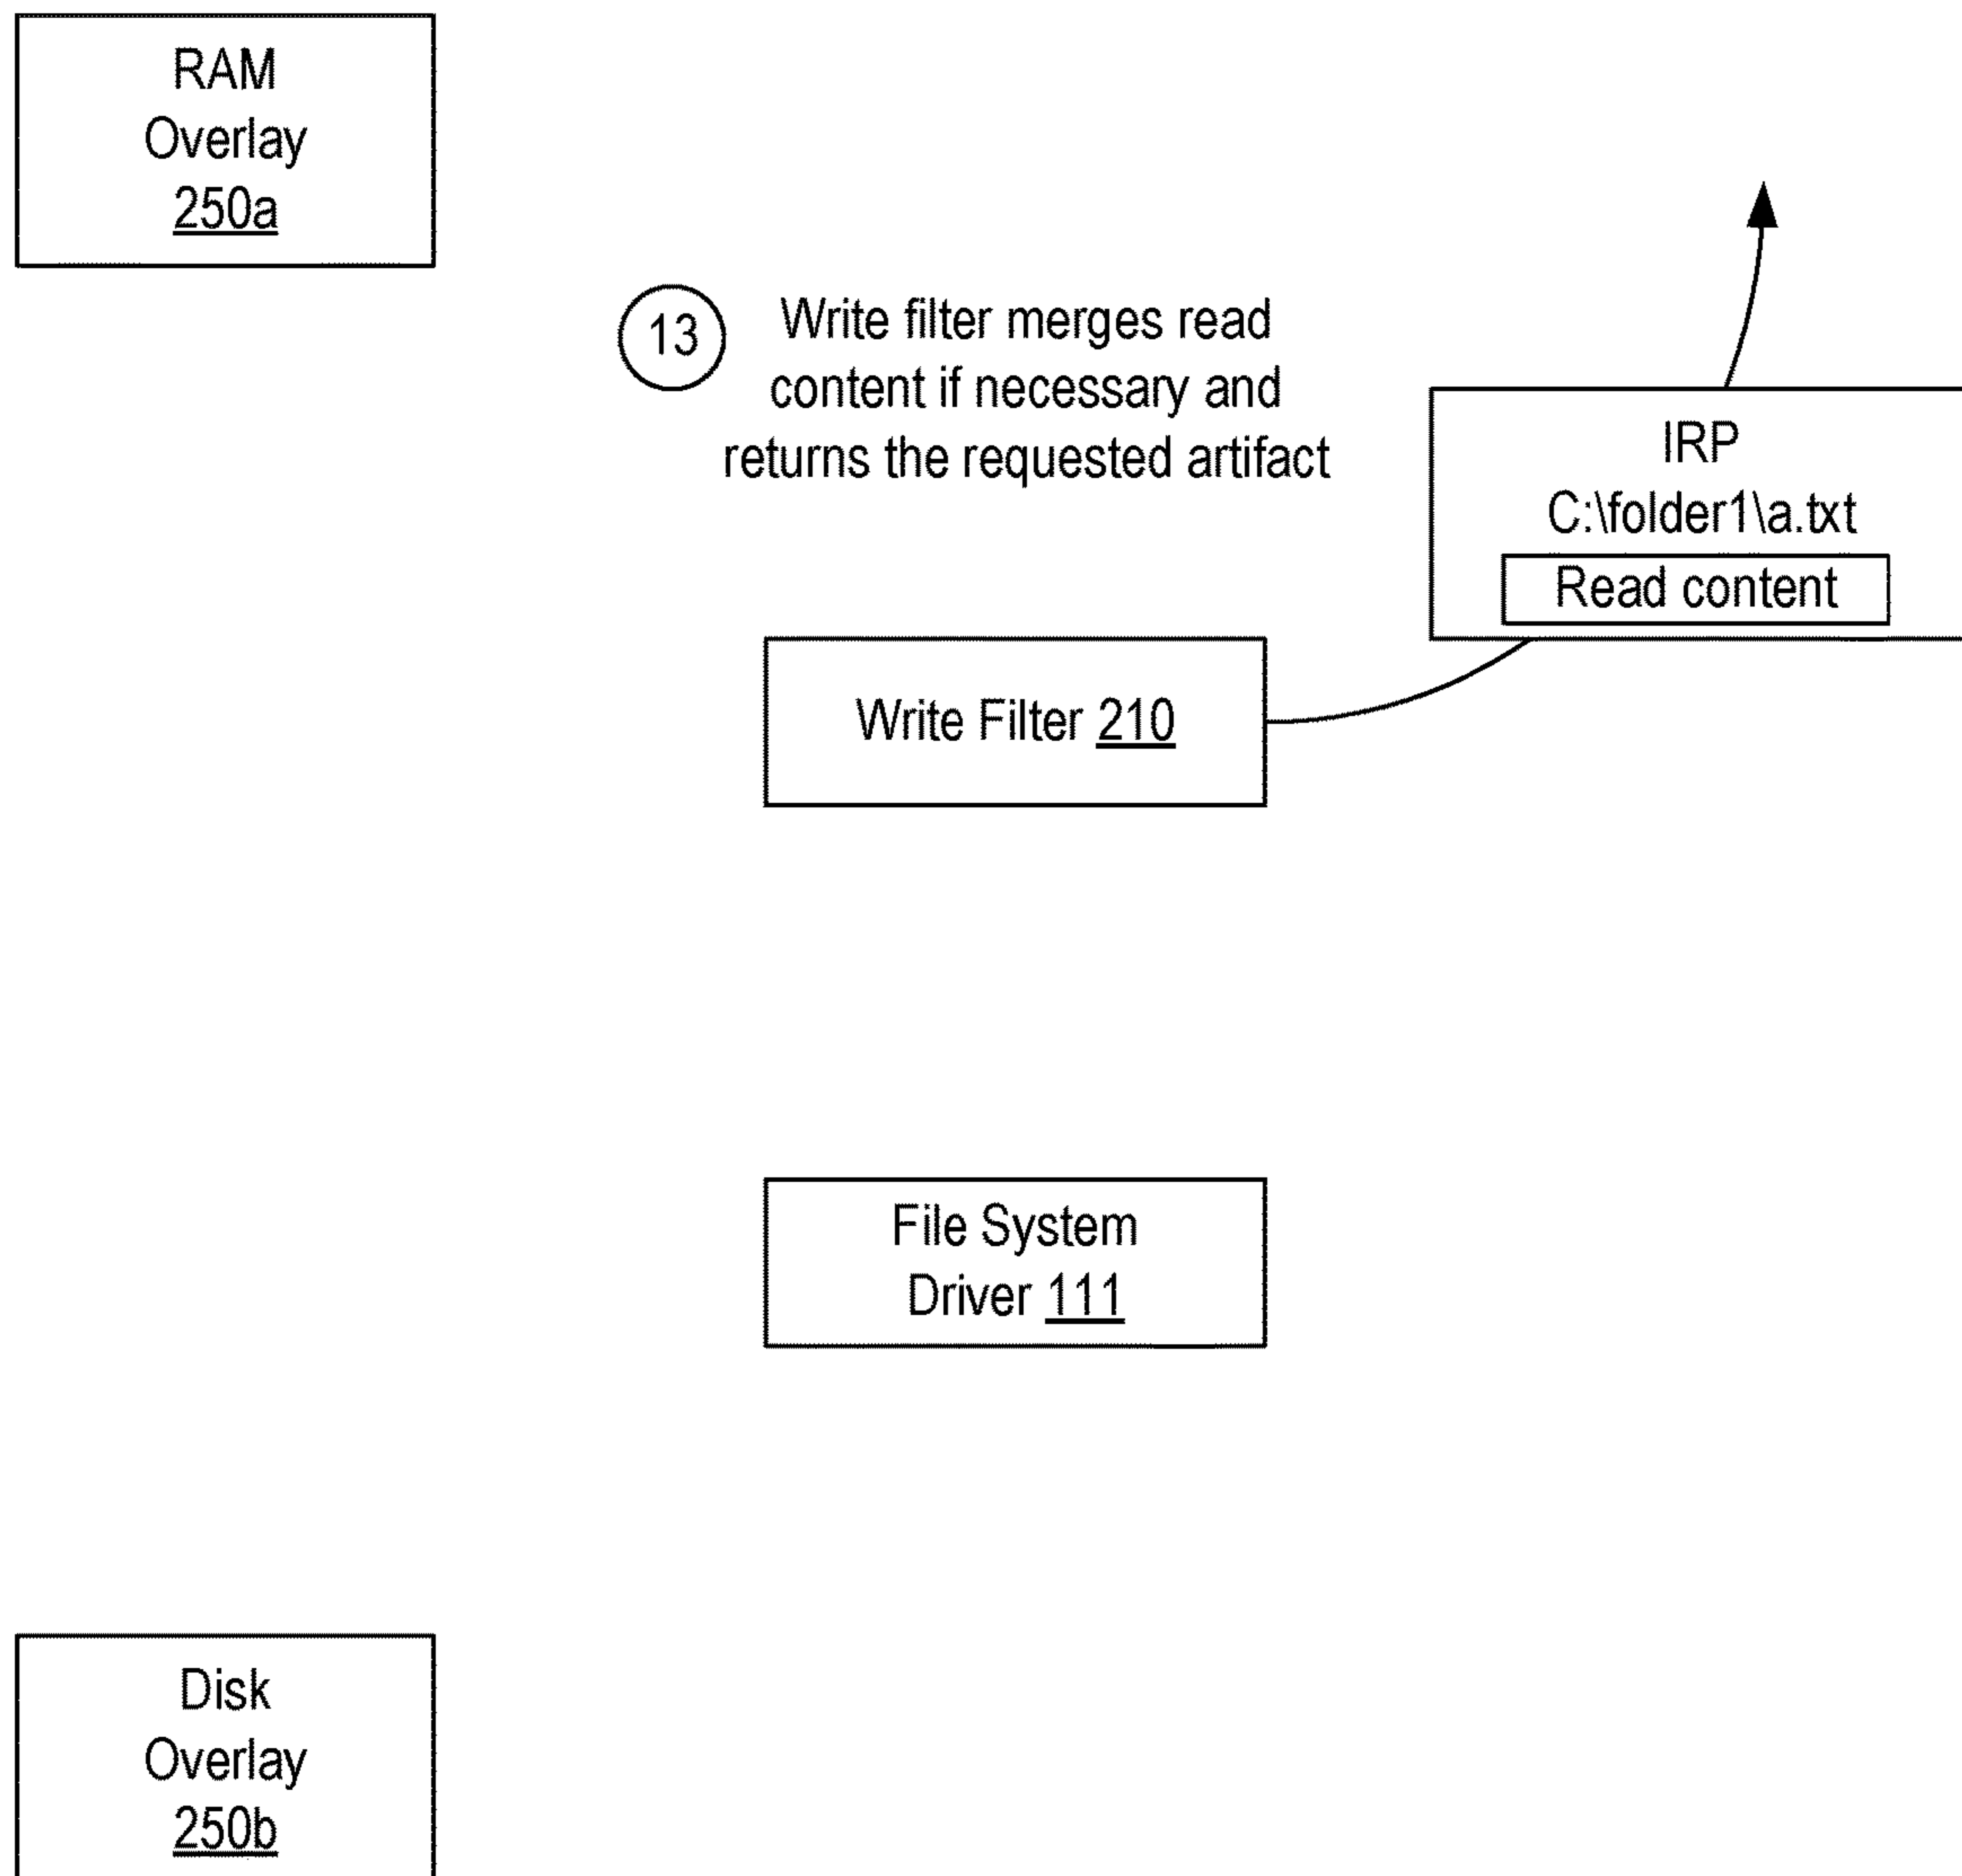 RAM
Overlay
250a
13
Write filter merges read
content if necessary and
returns the requested artifact
IRP
C:\folder1\a.txt
Read content
Write Filter 210
File System
Driver 111
Disk
Overlay
250b